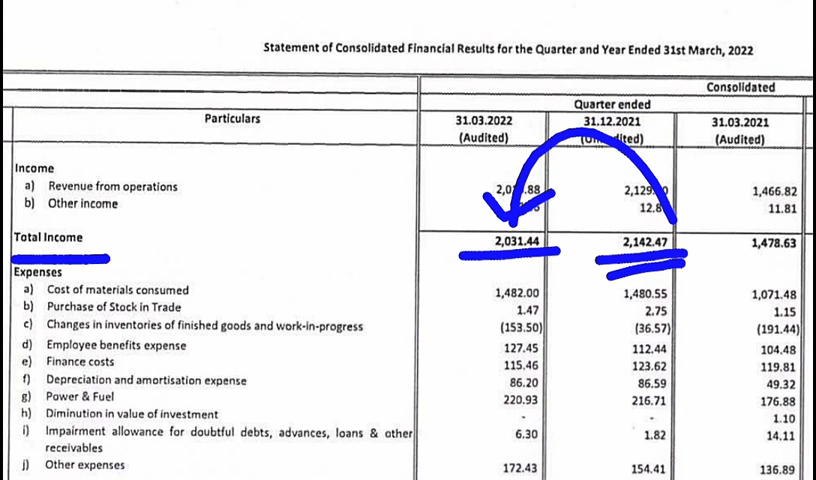 Statement of Consolidated Financial Results for the Quarter and Year Ended 31st March, 2022
Consolidated
Quarter ended
Particulars 31.03.2022 31.12.2021 31.03.2021
(Audited) (Audited)
Income
a) Revenue from operations 1,466.82
b) Other income 11.81
Total Income 2,031.44 2,142.47 1,478.63
Expenses
a) Cost of materials consumed 1,482.00 1,480.55 1,071.48
b) Purchase of Stock in Trade 1.47 2.75 1.15
c) Changes in inventories of finished goods and work-in-progress (153.50) (36.57) (191.44)
d) Employee benefits expense 127.45 112.44 104.48
e) Finance costs 115.46 123.62 119.81
f) Depreciation and amortisation expense 86.20 86.59 49.32
g) Power & Fuel 220.93 216.71 176.88
h) Diminution in value of investment - - 1.10
i) Impairment allowance for doubtful debts, advances, loans & other 6.30 1.82 14.11
receivables
j) Other expenses 172.43 154.41 136.89